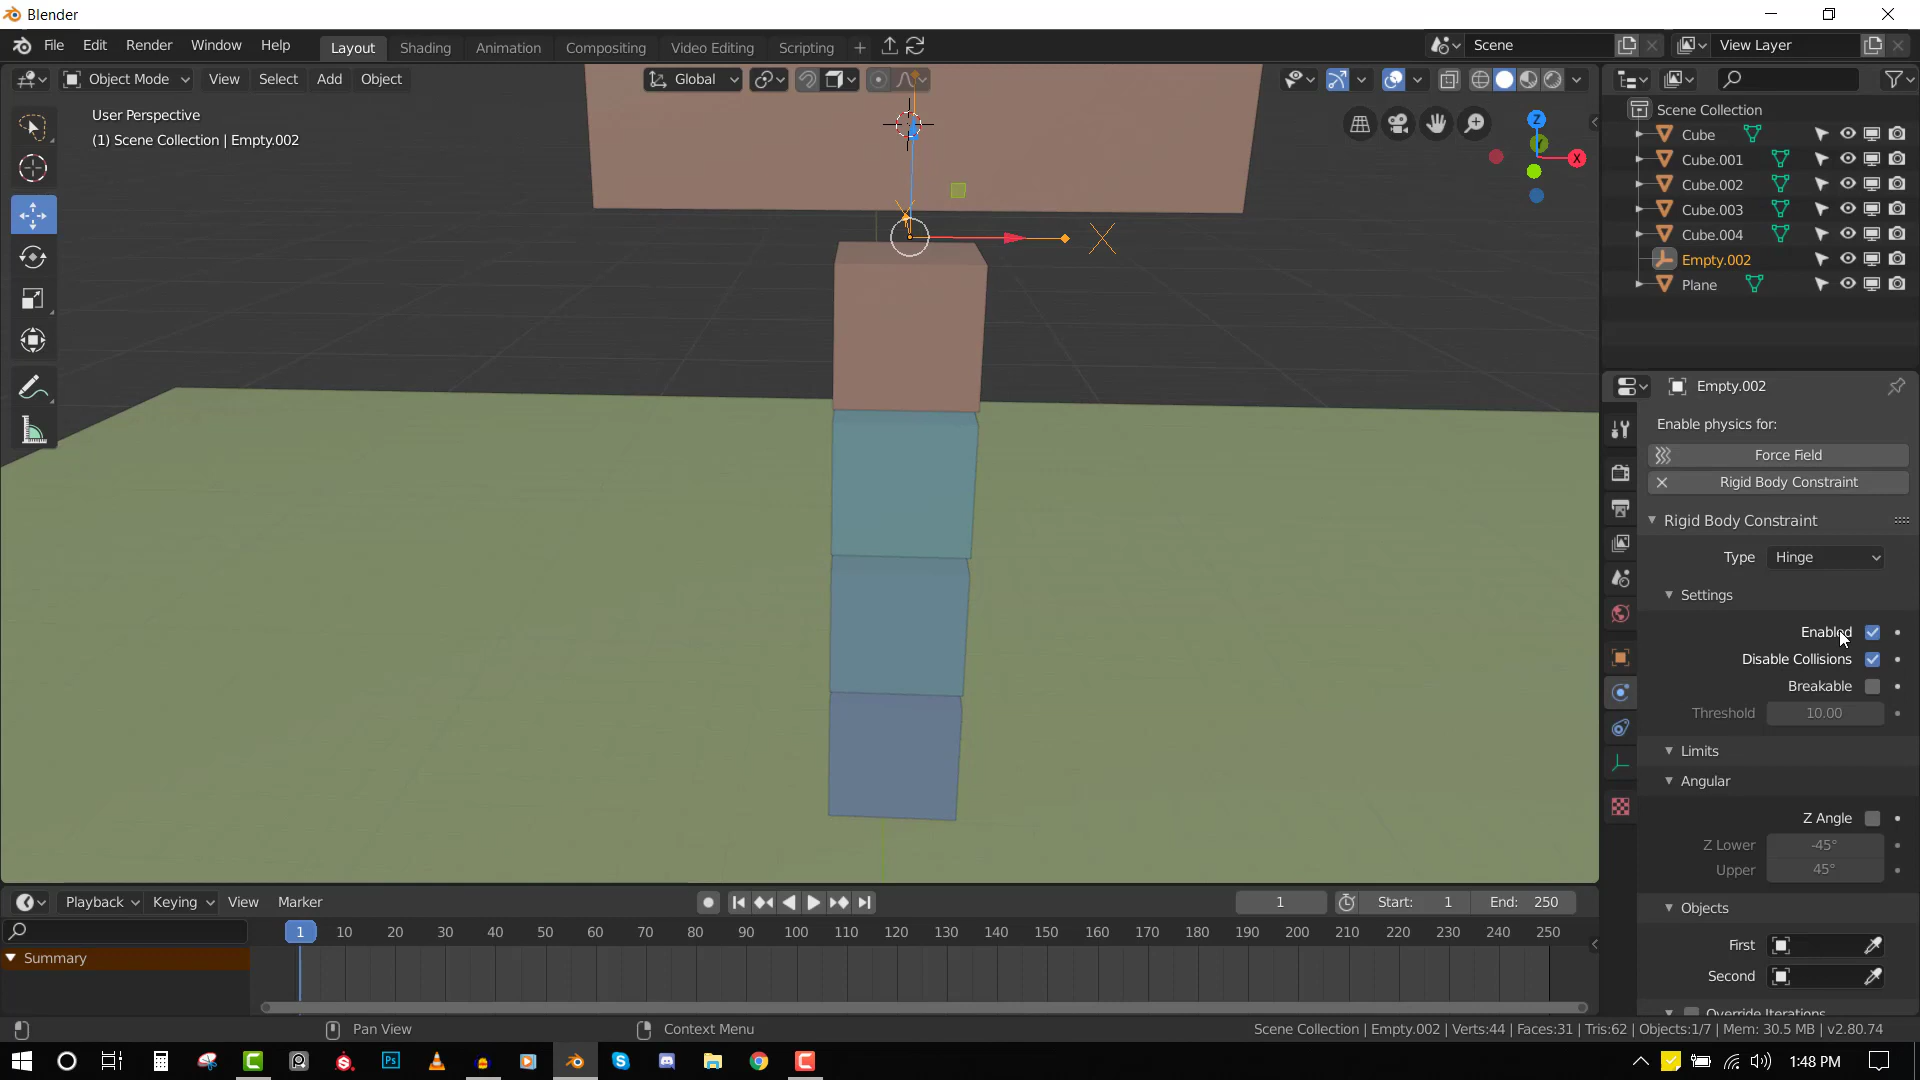 Blender
File Edit Render Window Help Layout Shading Animation Compositing Video Editing Scripting Scene View Layer
Object Mode View Select Add Object Global
User Perspective
(1) Scene Collection | Empty.002
Z
X
Scene Collection
Cube
Cube.001
Cube.002
Cube.003
Cube.004
Empty.002
Plane
Empty.002
Enable physics for:
Force Field
Rigid Body Constraint
Rigid Body Constraint
Type Hinge
Settings
Enabled
Disable Collisions
Breakable
Threshold 10.00
Limits
Angular
Z Angle
Z Lower -45°
Upper 45°
Objects
First
Second
Override Iterations
Playback Keying View Marker 1 Start: 1 End: 250
1 10 20 30 40 50 60 70 80 90 100 110 120 130 140 150 160 170 180 190 200 210 220 230 240 250
Summary
Pan View Context Menu Scene Collection | Empty.002 | Verts:44 | Faces:31 | Tris:62 | Objects:1/7 | Mem: 30.5 MB | v2.80.74
Ps 1:48 PM